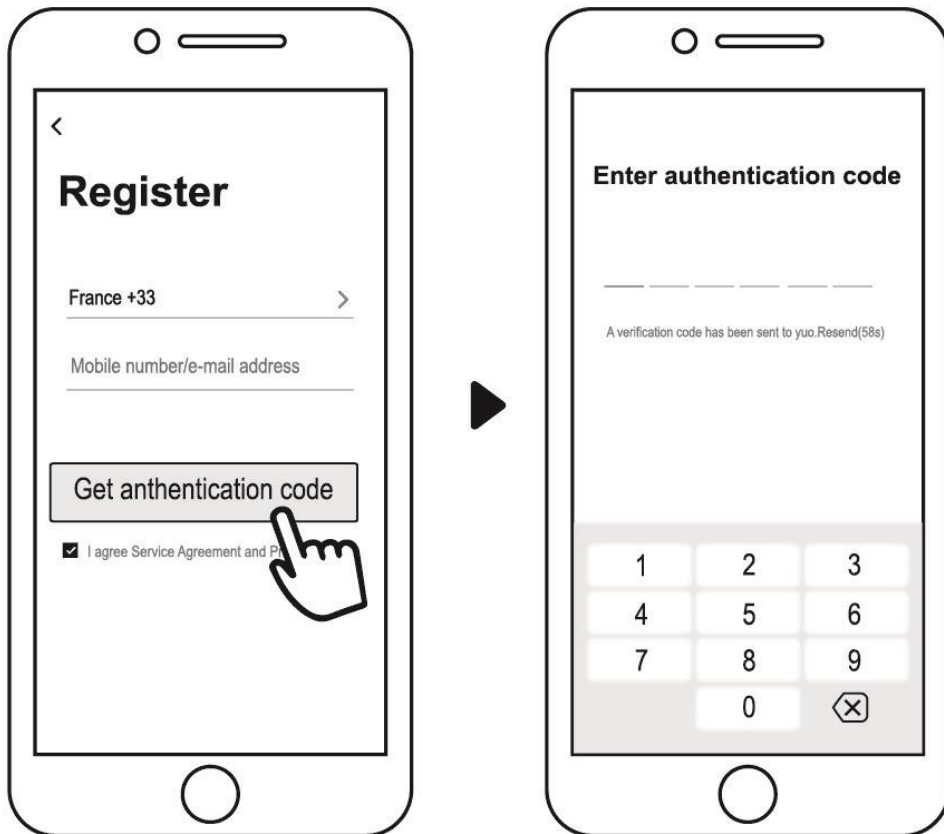 Register
France +33
Mobile number/e-mail address
Get anthentication code
I agree Service Agreement and
Enter authentication code
A verification code has been sent to yuo.Resend(58s)
1 2 3
4 5 6
7 8 9
0